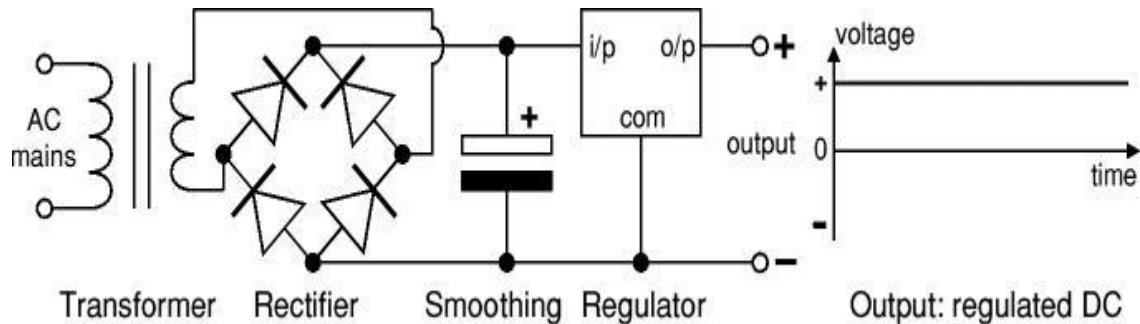 AC
mains
+
i/p
o/p
com
+
output
−
voltage
+
0
-
time
Transformer
Rectifier
Smoothing
Regulator
Output: regulated DC